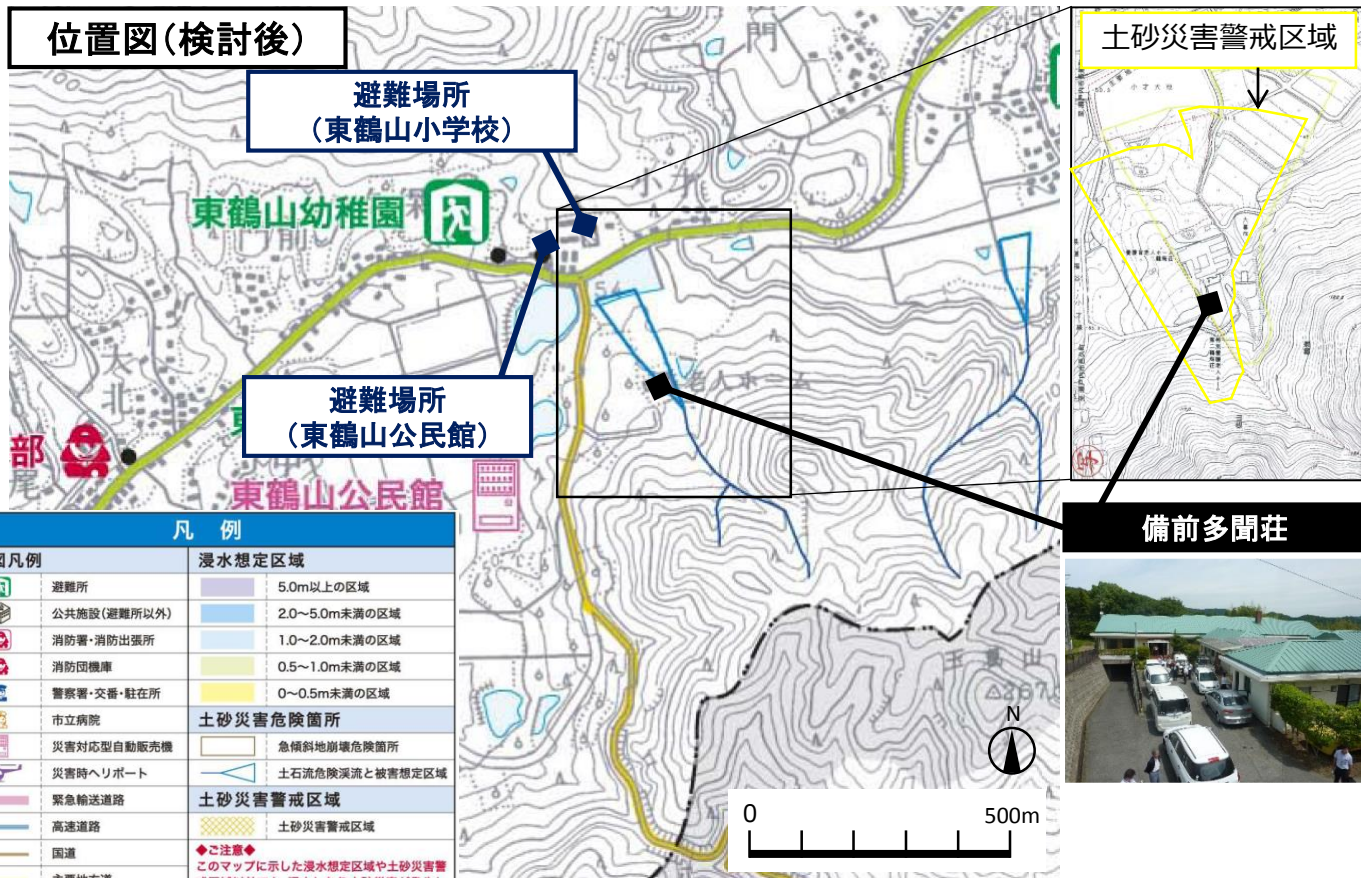 位置図(検討後)
土砂災害警戒区域
避難場所
(東鶴山小学校)
東鶴山幼稚園
避難場所
(東鶴山公民館)
老人ホーム
部
東鶴山公民館
備前多聞荘
凡 例
図凡例
浸水想定区域
避難所
5.0m以上の区域
公共施設(避難所以外)
2.0～5.0m未満の区域
消防署・消防出張所
1.0～2.0m未満の区域
消防団機庫
0.5～1.0m未満の区域
警察署・交番・駐在所
0～0.5m未満の区域
市立病院
土砂災害危険箇所
災害対応型自動販売機
急傾斜地崩壊危険箇所
災害時ヘリポート
土石流危険渓流と被害想定区域
緊急輸送道路
土砂災害警戒区域
高速道路
土砂災害警戒区域
国道
◆ご注意◆
このマップに示した浸水想定区域や土砂災害警
N
0
500m